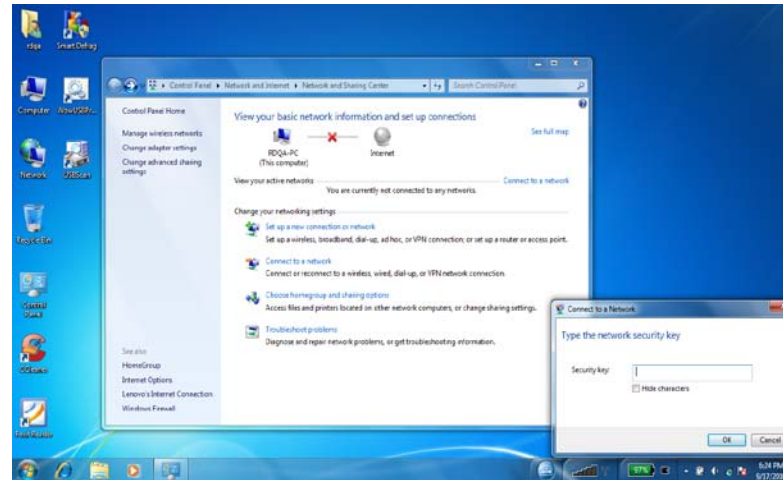 rdqa
Smart Defrag
Computer
Network
USBScan
Recycle Bin
Control
Panel
CCleaner
Foxit Reader
Control Panel
Network and Internet
Network and Sharing Center
Search Control Panel
Control Panel Home
Manage wireless networks
Change adapter settings
Change advanced sharing
settings
See also
HomeGroup
Internet Options
Lenovo's Internet Connection
Windows Firewall
View your basic network information and set up connections
RDQA-PC
(This computer)
Internet
See full map
View your active networks
Connect to a network
You are currently not connected to any networks.
Change your networking settings
Set up a new connection or network
Set up a wireless, broadband, dial-up, ad hoc, or VPN connection; or set up a router or access point.
Connect to a network
Connect or reconnect to a wireless, wired, dial-up, or VPN network connection.
Choose homegroup and sharing options
Access files and printers located on other network computers, or change sharing settings.
Troubleshoot problems
Diagnose and repair network problems, or get troubleshooting information.
Connect to a Network
Type the network security key
Security key:
Hide characters
OK
Cancel
97%
6:24 PM